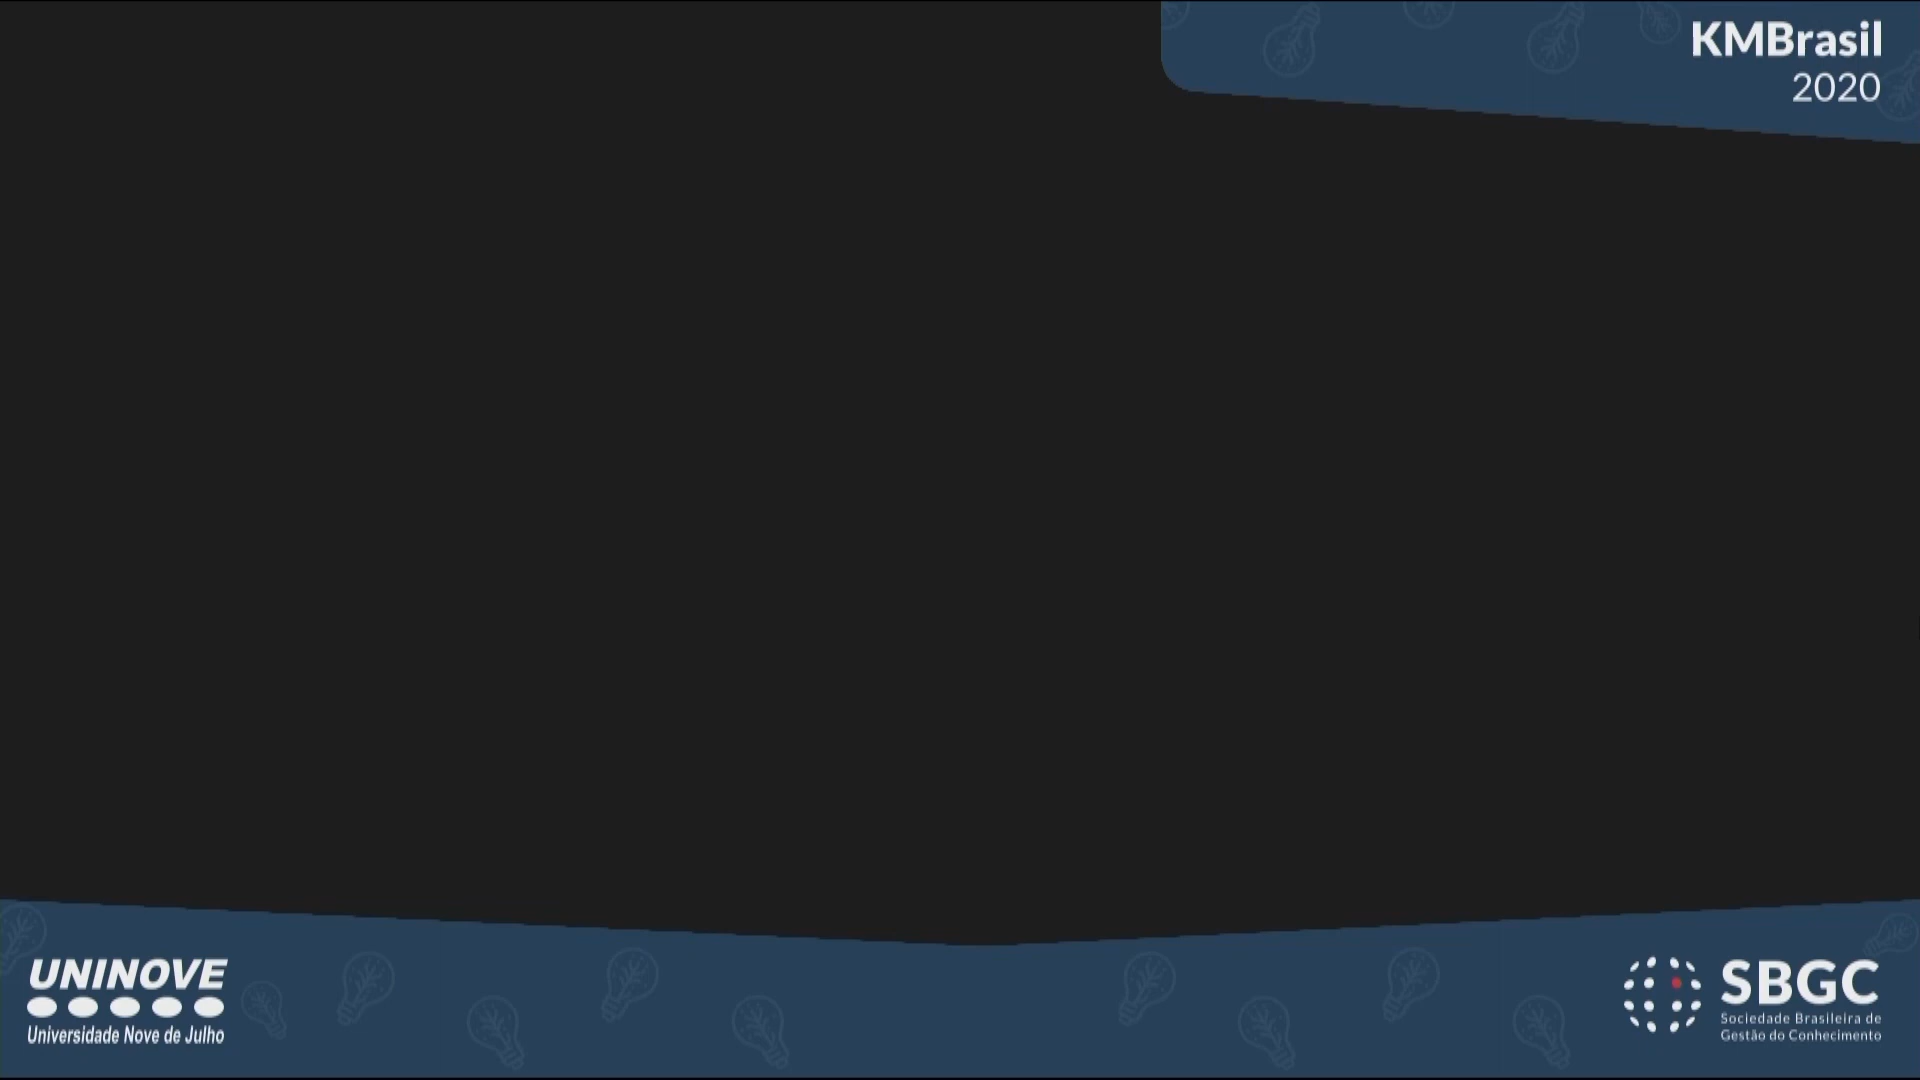 KMBrasil
2020
UNINOVE
Universidade Nove de Julho
SBGC
Sociedade Brasileira de
Gestão do Conhecimento